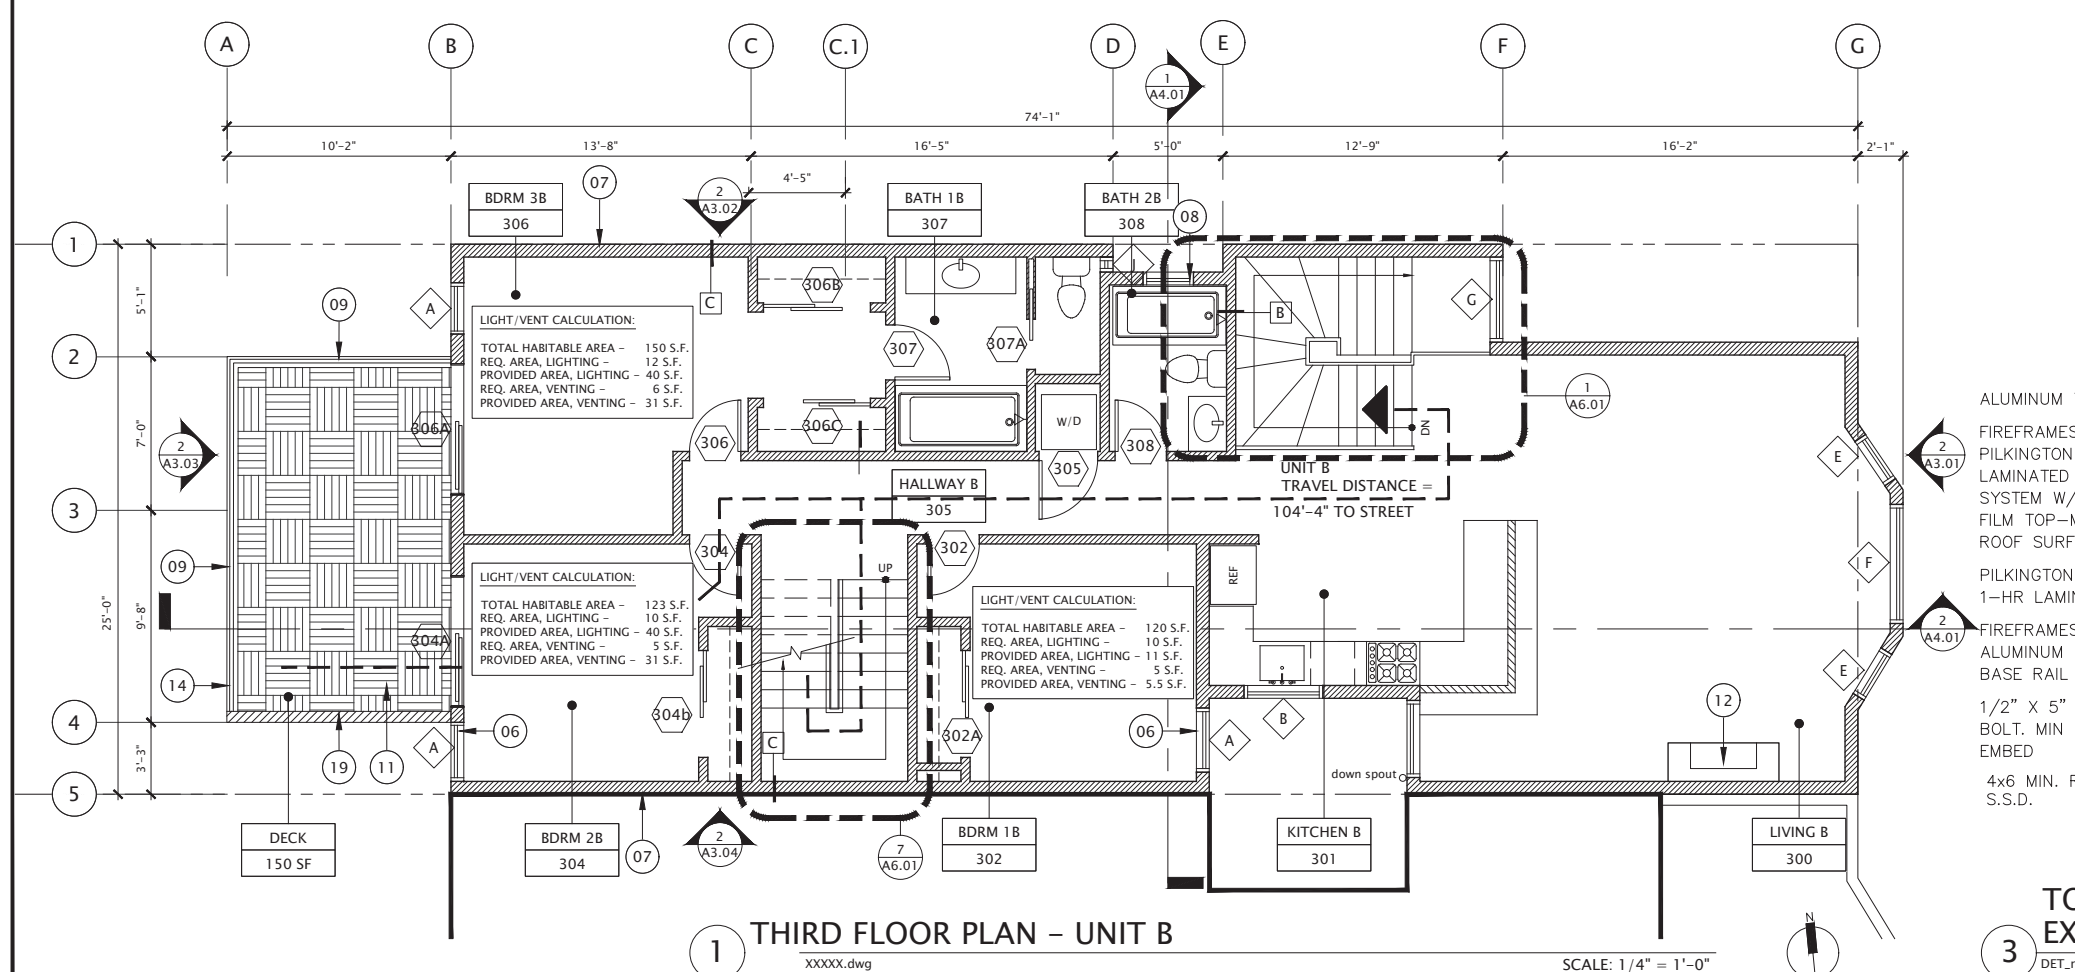 A
B
C
C.1
D
E
F
G
1
A4.01
74'-1"
10'-2"
13'-8"
16'-5"
5'-0"
12'-9"
16'-2"
2'-1"
4'-5"
07
2
A3.02
BDRM 3B
306
BATH 1B
307
BATH 2B
308
08
1
2
3
4
5
25'-0"
5'-1"
7'-0"
9'-8"
3'-3"
09
2
A3.03
09
14
19
11
A
306A
304A
A
06
LIGHT/VENT CALCULATION:
TOTAL HABITABLE AREA - 150 S.F.
REQ. AREA, LIGHTING - 12 S.F.
PROVIDED AREA, LIGHTING - 40 S.F.
REQ. AREA, VENTING - 6 S.F.
PROVIDED AREA, VENTING - 31 S.F.
C
306B
306C
306
307
307A
W/D
305
308
B
G
1
A6.01
DN
UNIT B
TRAVEL DISTANCE =
104'-4" TO STREET
HALLWAY B
305
304
302
UP
LIGHT/VENT CALCULATION:
TOTAL HABITABLE AREA - 123 S.F.
REQ. AREA, LIGHTING - 10 S.F.
PROVIDED AREA, LIGHTING - 40 S.F.
REQ. AREA, VENTING - 5 S.F.
PROVIDED AREA, VENTING - 31 S.F.
LIGHT/VENT CALCULATION:
TOTAL HABITABLE AREA - 120 S.F.
REQ. AREA, LIGHTING - 10 S.F.
PROVIDED AREA, LIGHTING - 11 S.F.
REQ. AREA, VENTING - 5 S.F.
PROVIDED AREA, VENTING - 5.5 S.F.
REF
304b
C
302A
06
A
B
down spout
12
E
F
E
2
A3.01
2
A4.01
DECK
150 SF
BDRM 2B
304
07
2
A3.04
7
A6.01
BDRM 1B
302
KITCHEN B
301
LIVING B
300
ALUMINUM
FIREFRAMES
PILKINGTON
LAMINATED
SYSTEM W/
FILM TOP-M
ROOF SURF
PILKINGTON
1-HR LAMIN
FIREFRAMES
ALUMINUM
BASE RAIL
1/2" X 5"
BOLT. MIN
EMBED
4x6 MIN. R
S.S.D.
1
THIRD FLOOR PLAN - UNIT B
XXXXX.dwg
SCALE: 1/4" = 1'-0"
N
3
TO
EX
DET_r